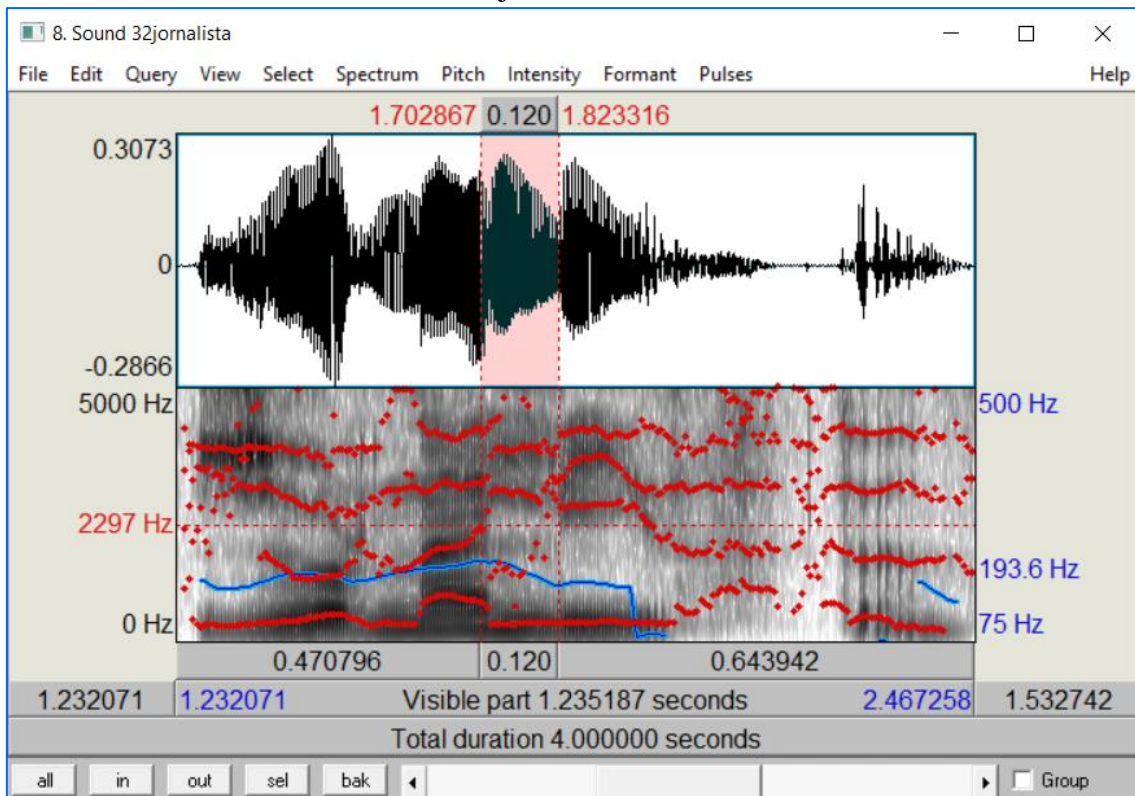 8. Sound 32jornalista
File Edit Query View Select Spectrum Pitch Intensity Formant Pulses Help
1.702867 0.120 1.823316
0.3073
0
-0.2866
5000 Hz 500 Hz
2297 Hz
193.6 Hz
0 Hz 75 Hz
0.470796 0.120 0.643942
1.232071 1.232071 Visible part 1.235187 seconds 2.467258 1.532742
Total duration 4.000000 seconds
all in out sel bak Group